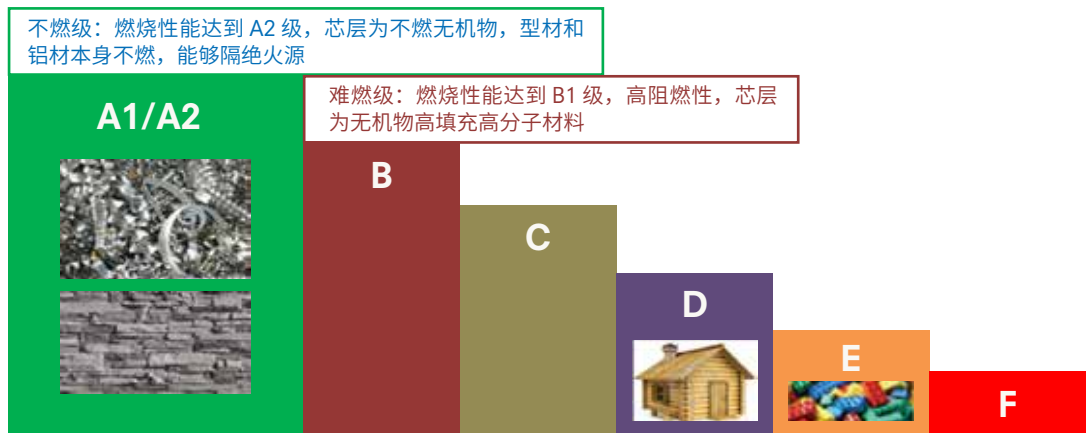 不燃级：燃烧性能达到 A2 级，芯层为不燃无机物，型材和
铝材本身不燃，能够隔绝火源
难燃级：燃烧性能达到 B1 级，高阻燃性，芯层
为无机物高填充高分子材料
A1/A2
B
C
D
E
F